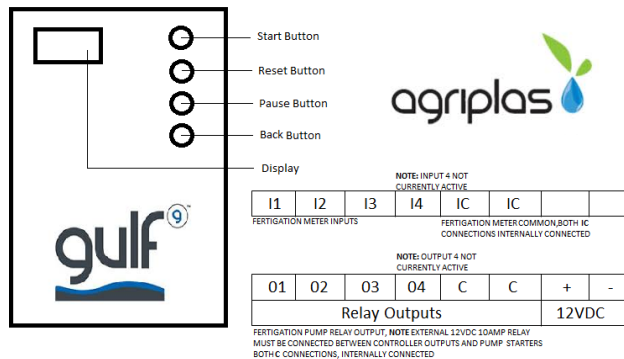 Start Button
Reset Button
Pause Button
Back Button
Display
gulf g
agriplas
NOTE: INPUT 4 NOT
CURRENTLY ACTIVE
I1 I2 I3 I4 IC IC
FERTIGATION METER INPUTS
FERTIGATION METER COMMON,BOTH IC
CONNECTIONS INTERNALLY CONNECTED
NOTE: OUTPUT 4 NOT
CURRENTLY ACTIVE
01 02 03 04 C C + -
Relay Outputs 12VDC
FERTIGATION PUMP RELAY OUTPUT, NOTE EXTERNAL 12VDC 10AMP RELAY
MUST BE CONNECTED BETWEEN CONTROLLER OUTPUTS AND PUMP STARTERS
BOTH C CONNECTIONS, INTERNALLY CONNECTED